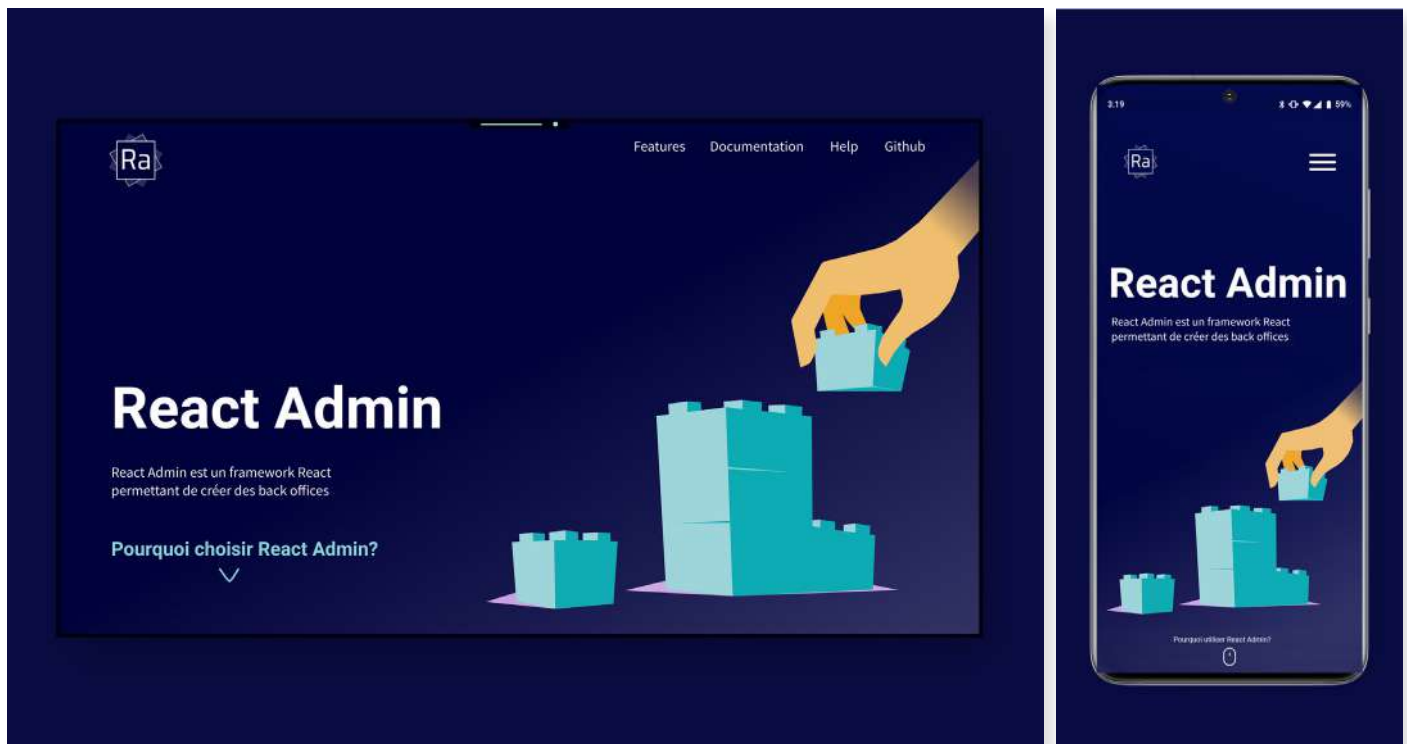 Ra
Features Documentation Help Github
React Admin
React Admin est un framework React
permettant de créer des back offices
Pourquoi choisir React Admin?
3.19
59%
Ra
React Admin
React Admin est un framework React
permettant de créer des back offices
Pourquoi utiliser React Admin?